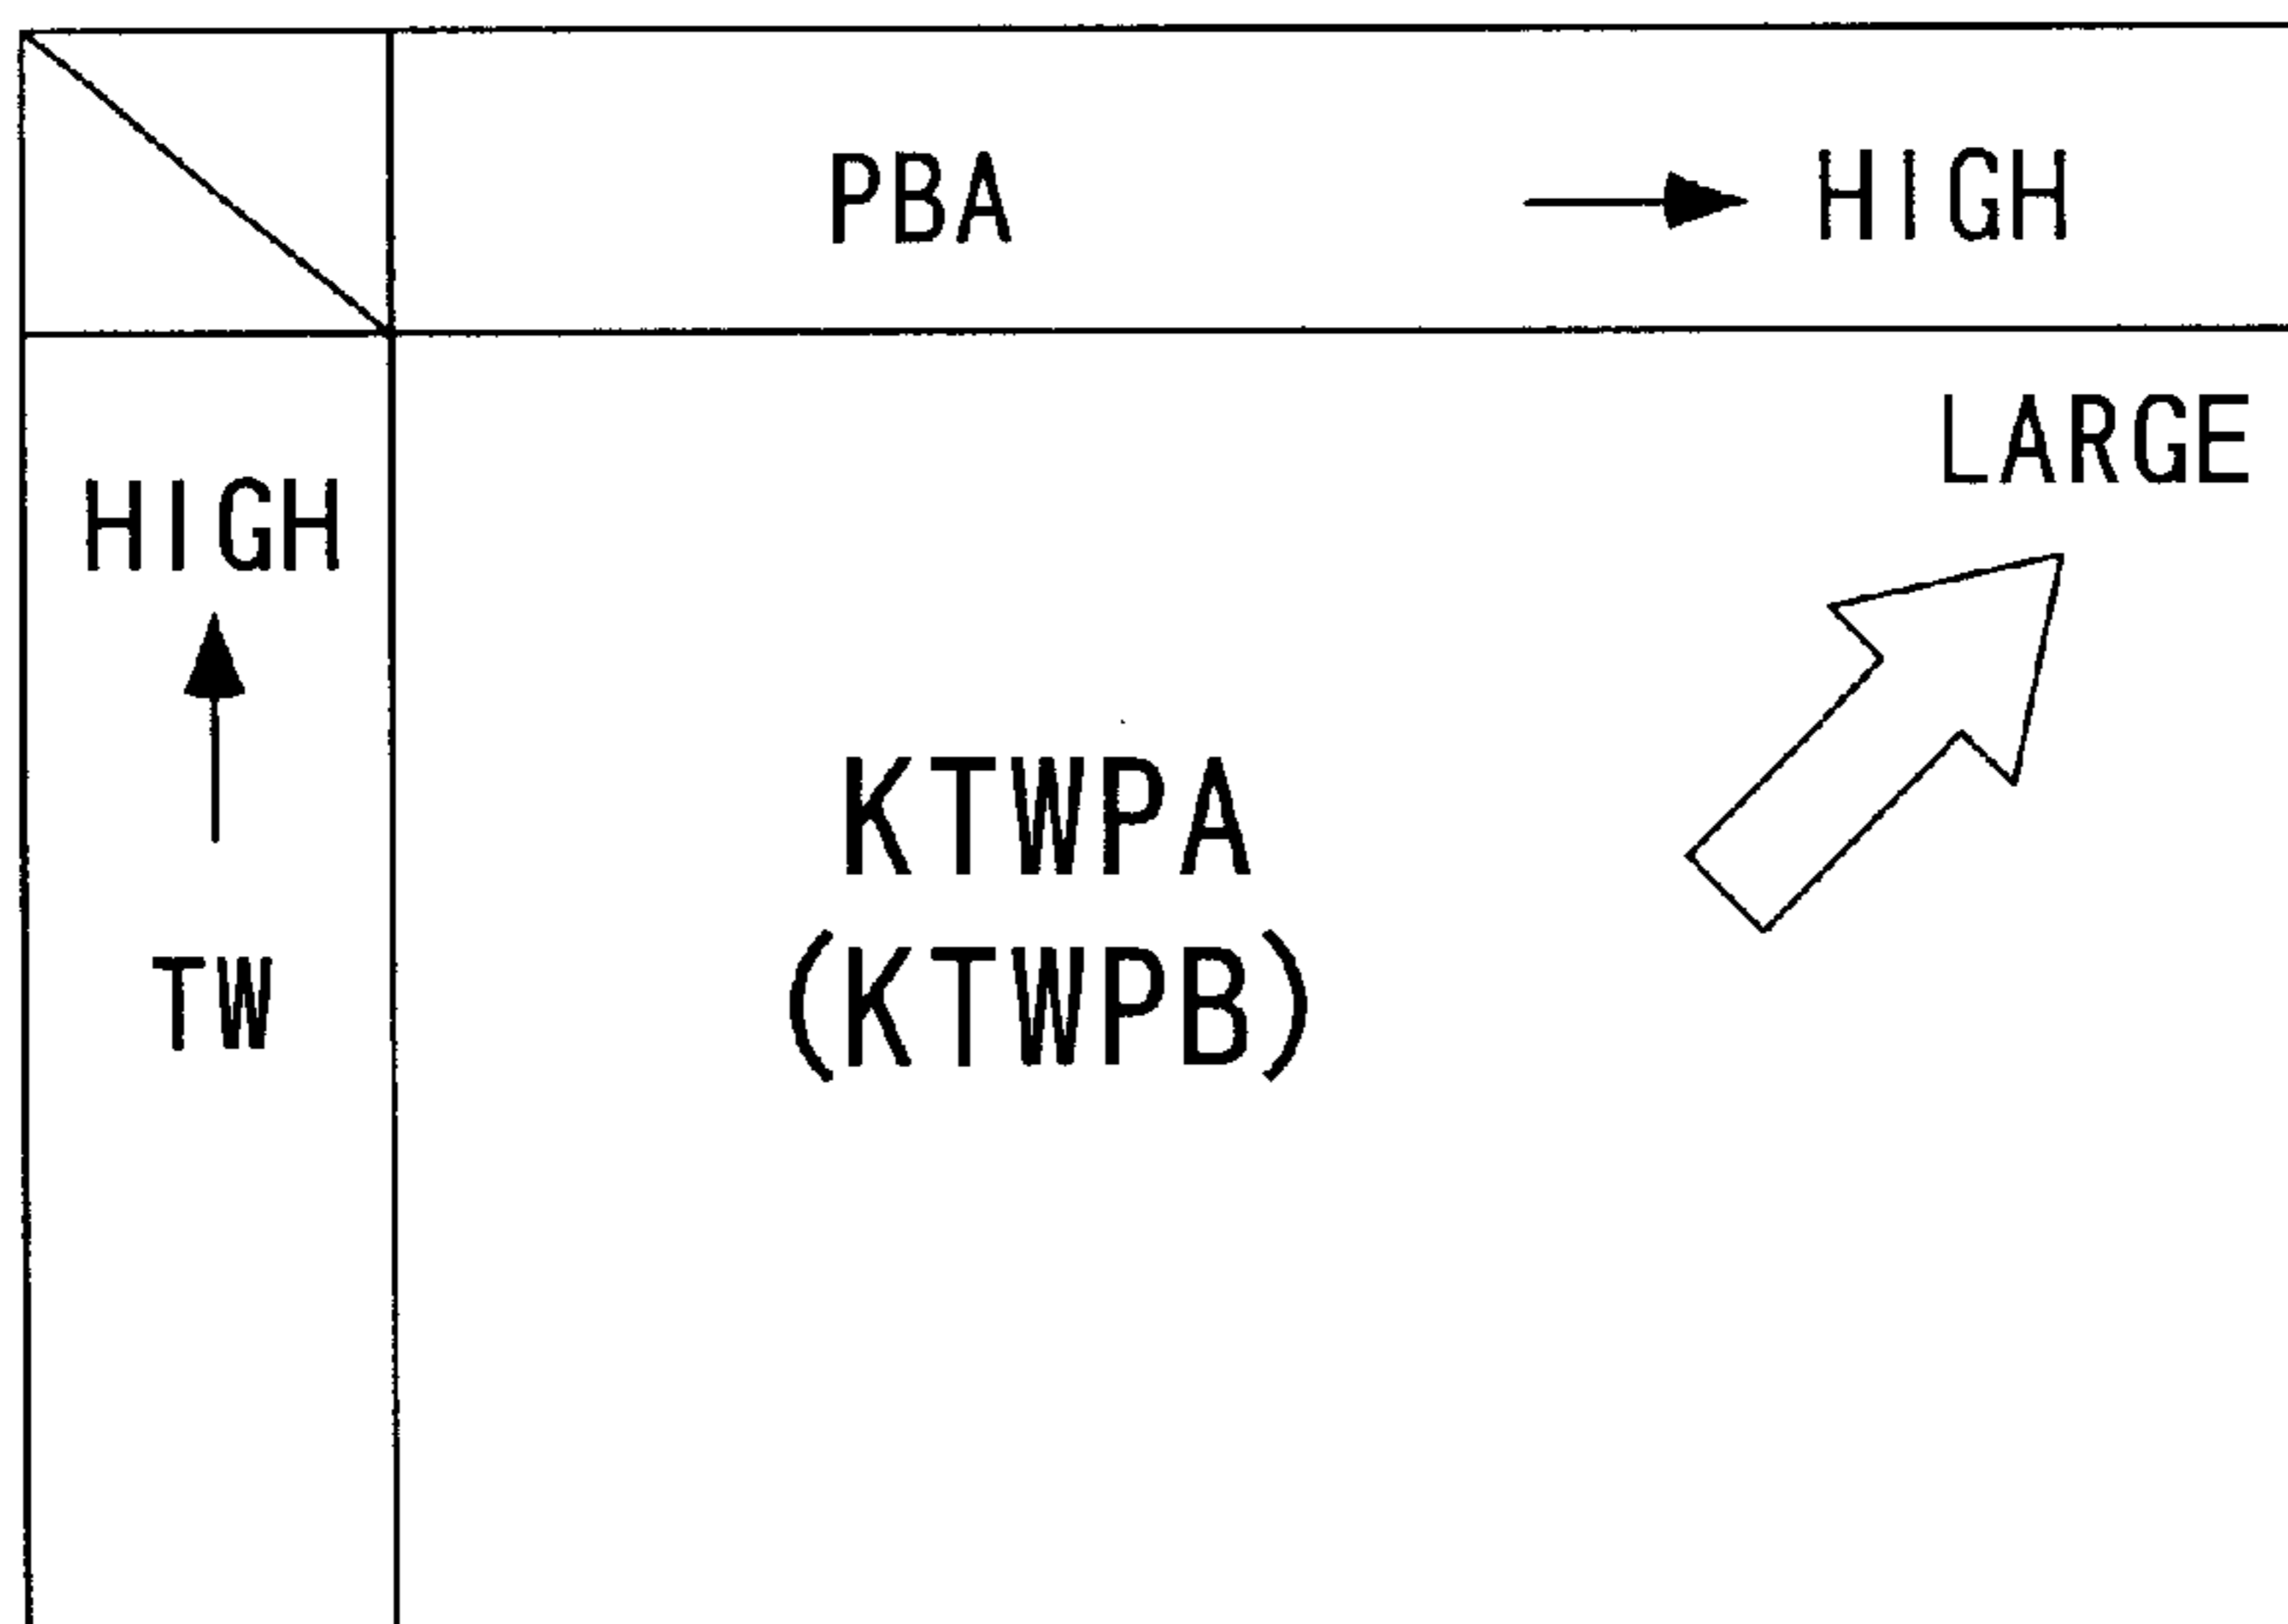 PBA → HIGH
LARGE
HIGH
KTWPA
TW
(KTWPB)